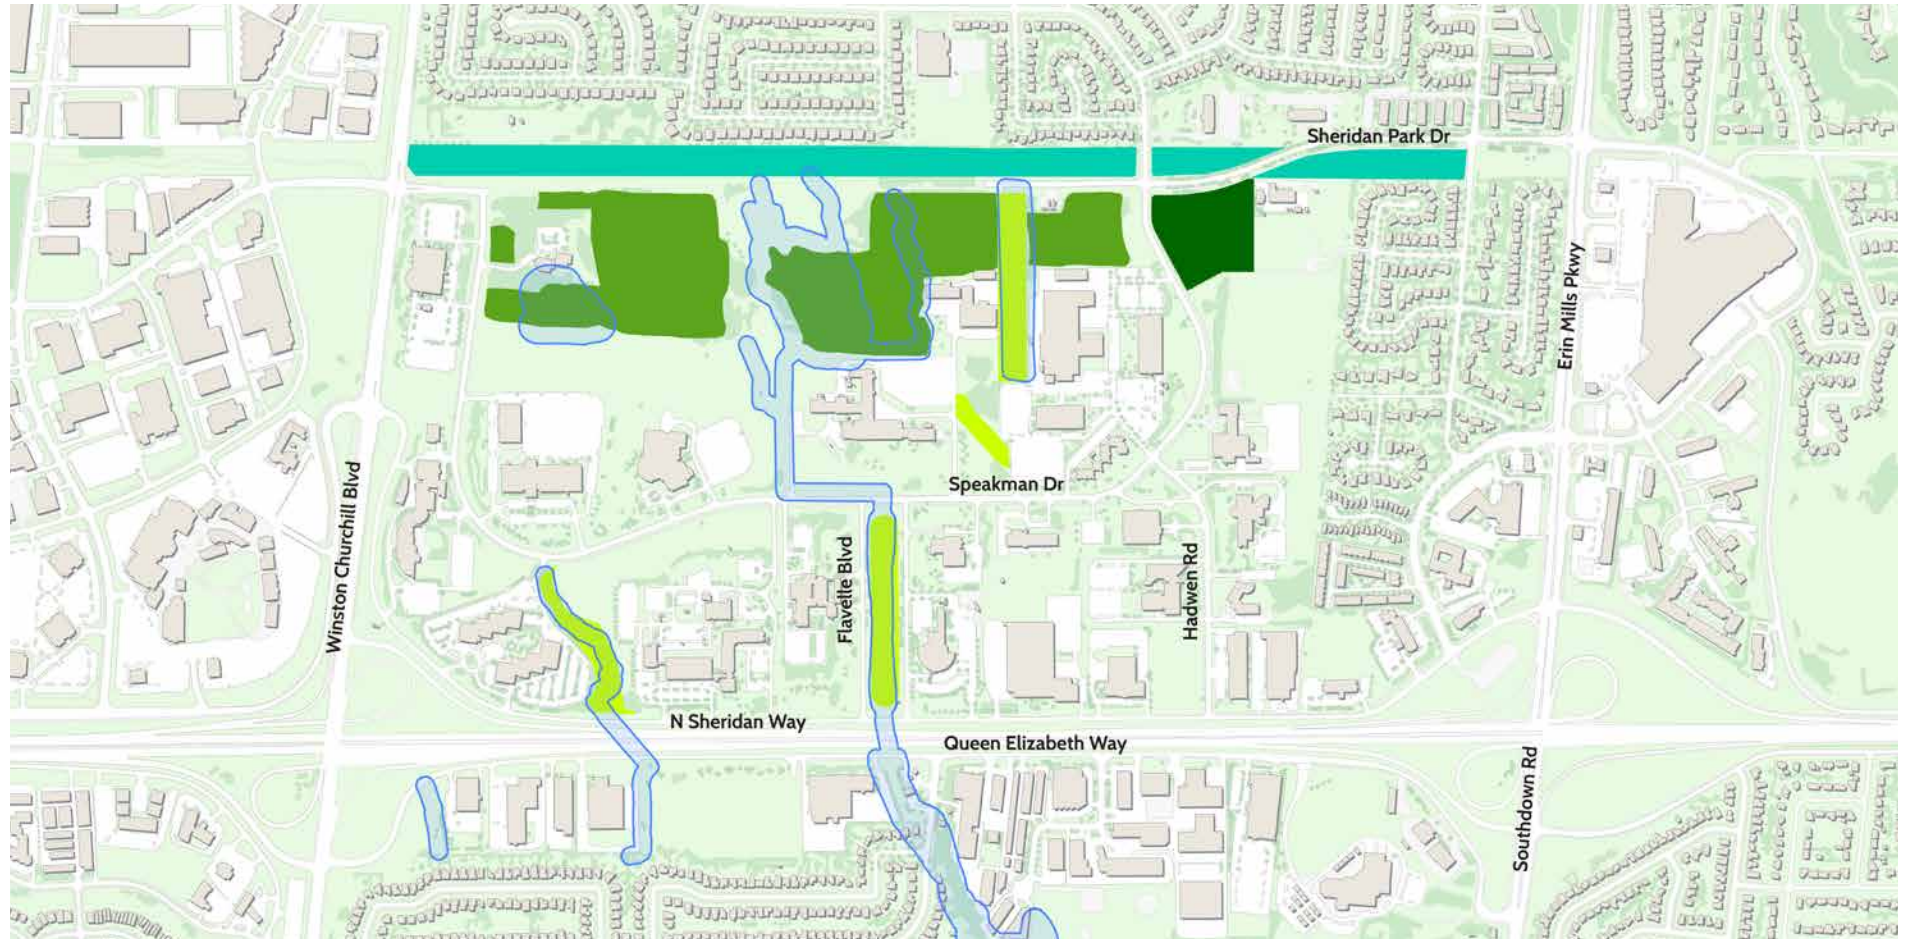 Sheridan Park Dr
Erin Mills Pkwy
Winston Churchill Blvd
Speakman Dr
Flavelle Blvd
Hadwen Rd
N Sheridan Way
Queen Elizabeth Way
Southdown Rd